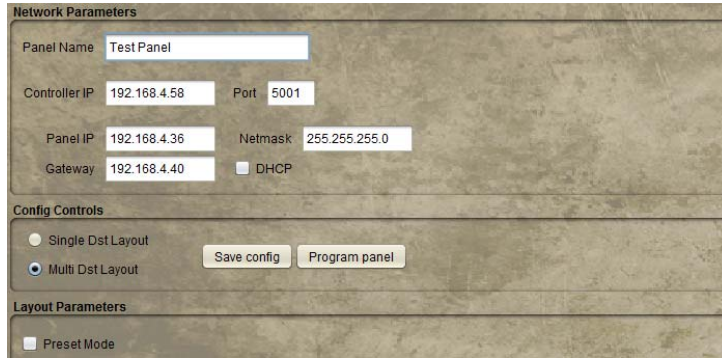 Network Parameters
Panel Name Test Panel
Controller IP 192.168.4.58 Port 5001
Panel IP 192.168.4.36 Netmask 255.255.255.0
Gateway 192.168.4.40 DHCP
Config Controls
Single Dst Layout
Save config Program panel
Multi Dst Layout
Layout Parameters
Preset Mode